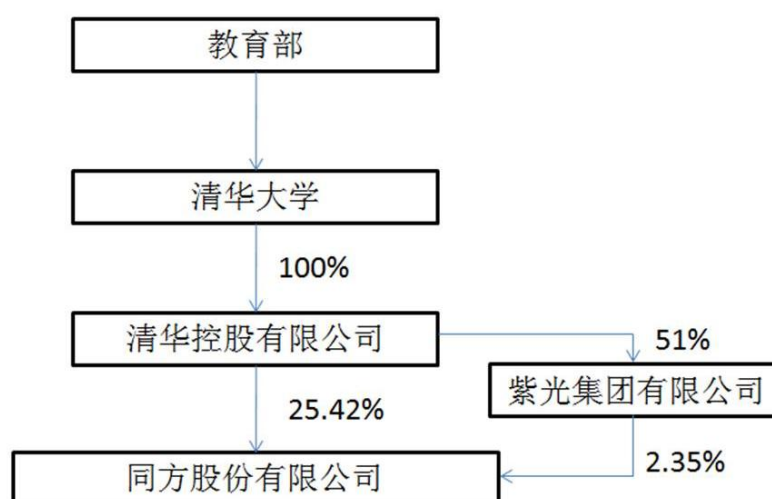 教育部
清华大学
100%
清华控股有限公司
51%
紫光集团有限公司
25.42%
2.35%
同方股份有限公司